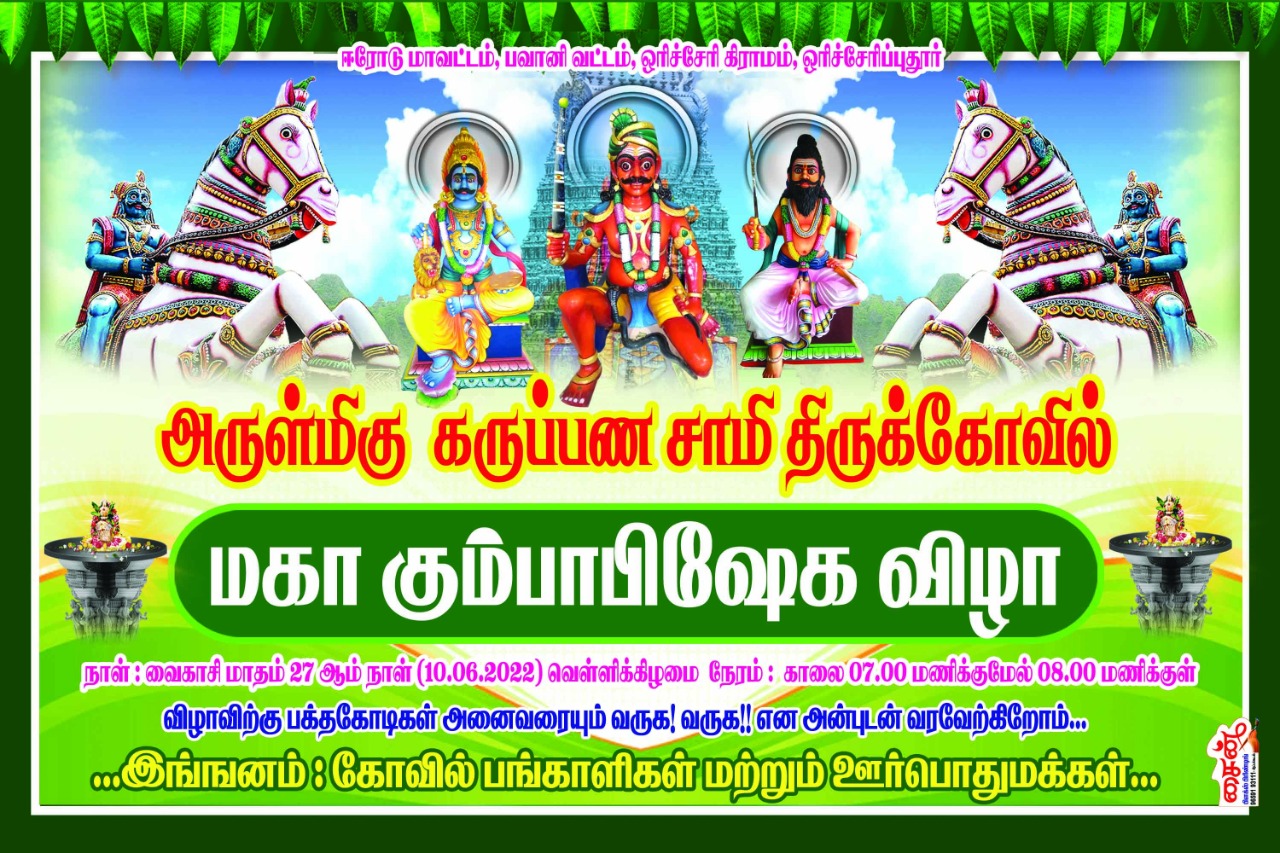 ஈரோடு மாவட்டம், பவானி வட்டம், ஒரிச்சேரி கிராமம், ஒரிச்சேரிப்புதூர்
அருள்மிகு கருப்பண சாமி திருக்கோவில்
மகா கும்பாபிஷேக விழா
நாள் : வைகாசி மாதம் 27 ஆம் நாள் (10.06.2022) வெள்ளிக்கிழமை நேரம் : காலை 07.00 மணிக்குமேல் 08.00 மணிக்குள்
விழாவிற்கு பக்தகோடிகள் அனைவரையும் வருக! வருக!! என அன்புடன் வரவேற்கிறோம்...
...இங்ஙனம் : கோவில் பங்காளிகள் மற்றும் ஊர்பொதுமக்கள்...